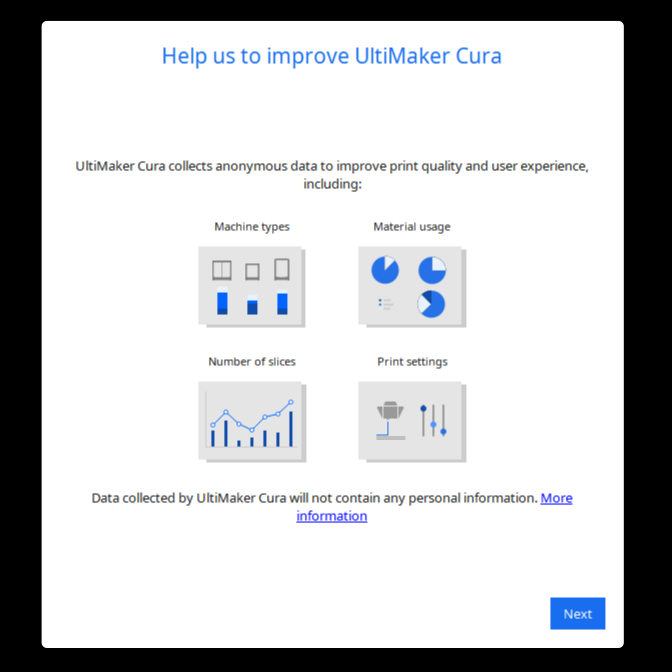 Help us to improve UltiMaker Cura
UltiMaker Cura collects anonymous data to improve print quality and user experience,
including:
Machine types
Material usage
Number of slices
Print settings
Data collected by UltiMaker Cura will not contain any personal information. More
information
Next